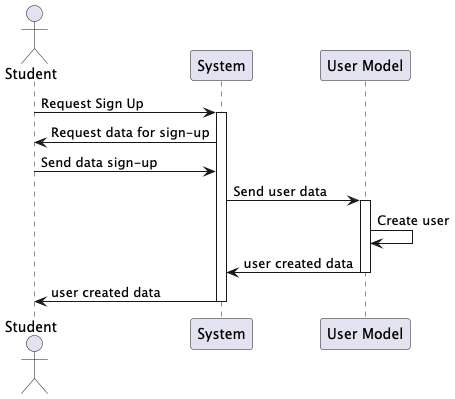 Student
System
User Model
Request Sign Up
Request data for sign-up
Send data sign-up
Send user data
Create user
user created data
user created data
Student
System
User Model